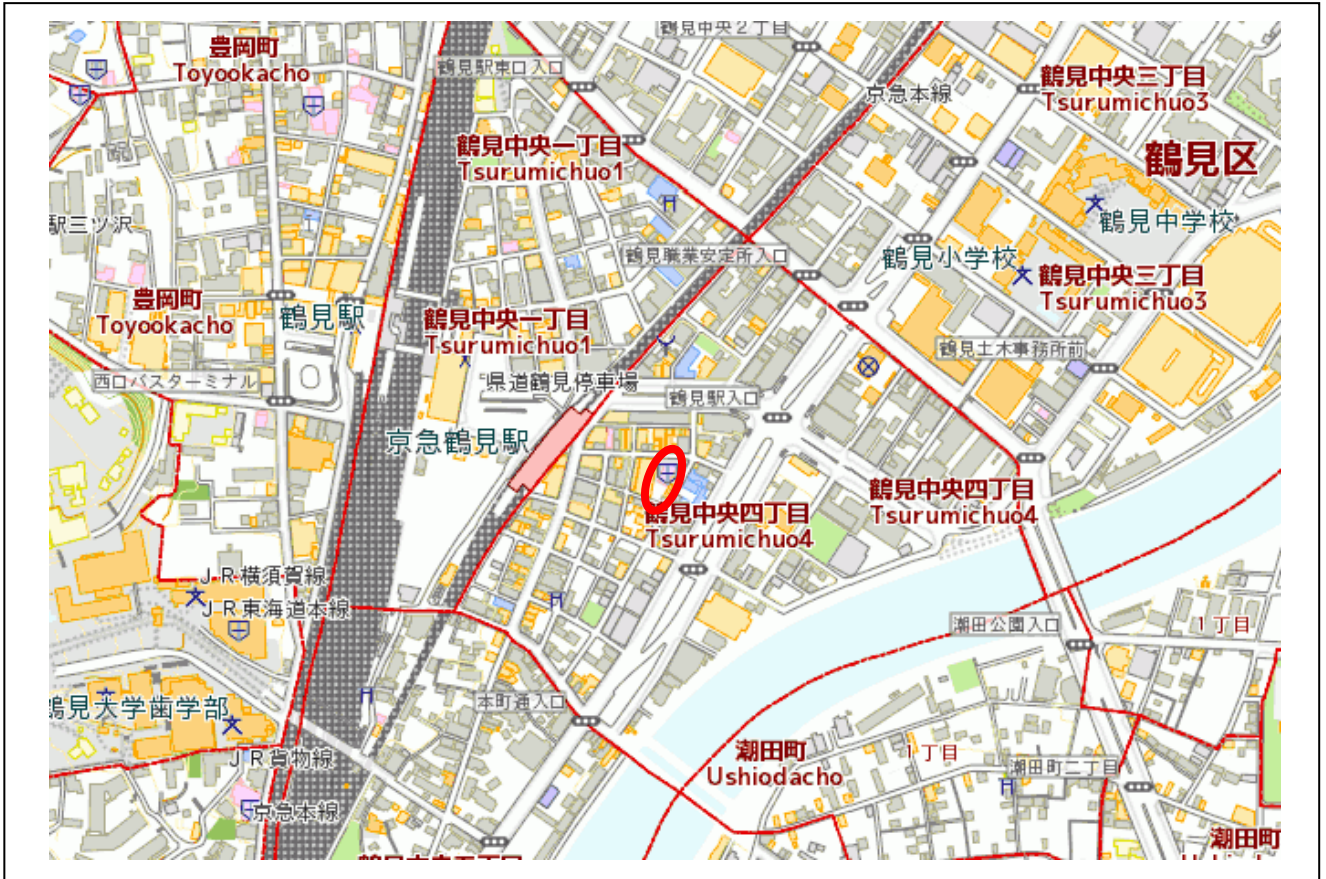 鶴見中央2丁目
豊岡町
Toyookacho
鶴見駅東口入口
鶴見中央三丁目
Tsurumichuo3
京急本線
鶴見中央一丁目
Tsurumichuo1
鶴見区
駅三ツ沢
鶴見中学校
鶴見職業安定所入口
鶴見小学校
鶴見中央三丁目
Tsurumichuo3
豊岡町
Toyookacho
鶴見駅
鶴見中央一丁目
Tsurumichuo1
鶴見土木事務所前
西口バスターミナル
県道鶴見停車場
鶴見駅入口
京急鶴見駅
鶴見中央四丁目
Tsurumichuo4
鶴見中央四丁目
Tsurumichuo4
JR横須賀線
JR東海道本線
潮田公園入口
1丁目
鶴見大学歯学部
本町通入口
潮田町
Ushiodacho
1丁目
潮田町二丁目
JR貨物線
京急本線
潮田町